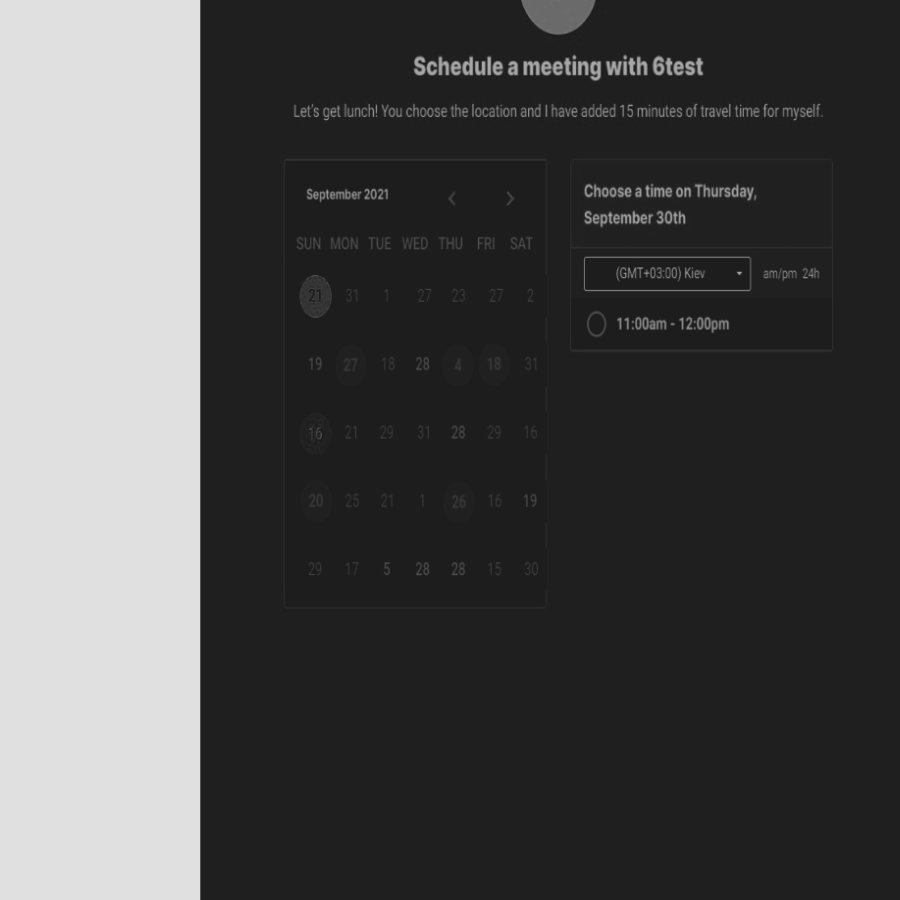 Schedule a meeting with 6test
Let's get lunch! You choose the location and I have added 15 minutes of travel time for myself.
September 2021
SUN MON TUE WED THU FRI SAT
21 31 1 27 23 27 2
19 27 18 28 4 18 31
16 21 29 31 28 29 16
20 25 21 1 26 16 19
29 17 5 28 28 15 30
Choose a time on Thursday,
September 30th
(GMT+03:00) Kiev am/pm 24h
11:00am - 12:00pm